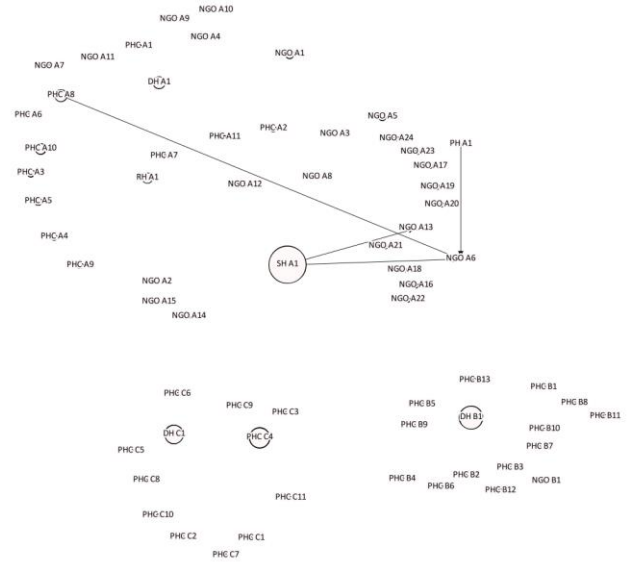 NGO A10
NGO A9
NGO A4
PHC A1
NGO A1
NGO A11
NGO A7
DH A1
PHC A8
PHC A6
NGO A5
PHC A2
NGO A3
PHC A11
NGO A24
PH A1
PHC A10
NGO A23
PHC A7
NGO A17
PHC A3
RH A1
NGO A8
NGO A12
NGO A19
PHC A5
NGO A20
NGO A13
PHC A4
NGO A21
NGO A6
PHC A9
SH A1
NGO A18
NGO A2
NGO A16
NGO A15
NGO A22
NGO A14
PHC B13
PHC B1
PHC C6
PHC B8
PHC C9
PHC B5
PHC C3
DH B1
PHC B11
PHC B9
PHC B10
DH C1
PHC C4
PHC B7
PHC C5
PHC B3
PHC B2
PHC C8
PHC B4
NGO B1
PHC B6
PHC B12
PHC C11
PHC C10
PHC C2
PHC C1
PHC C7